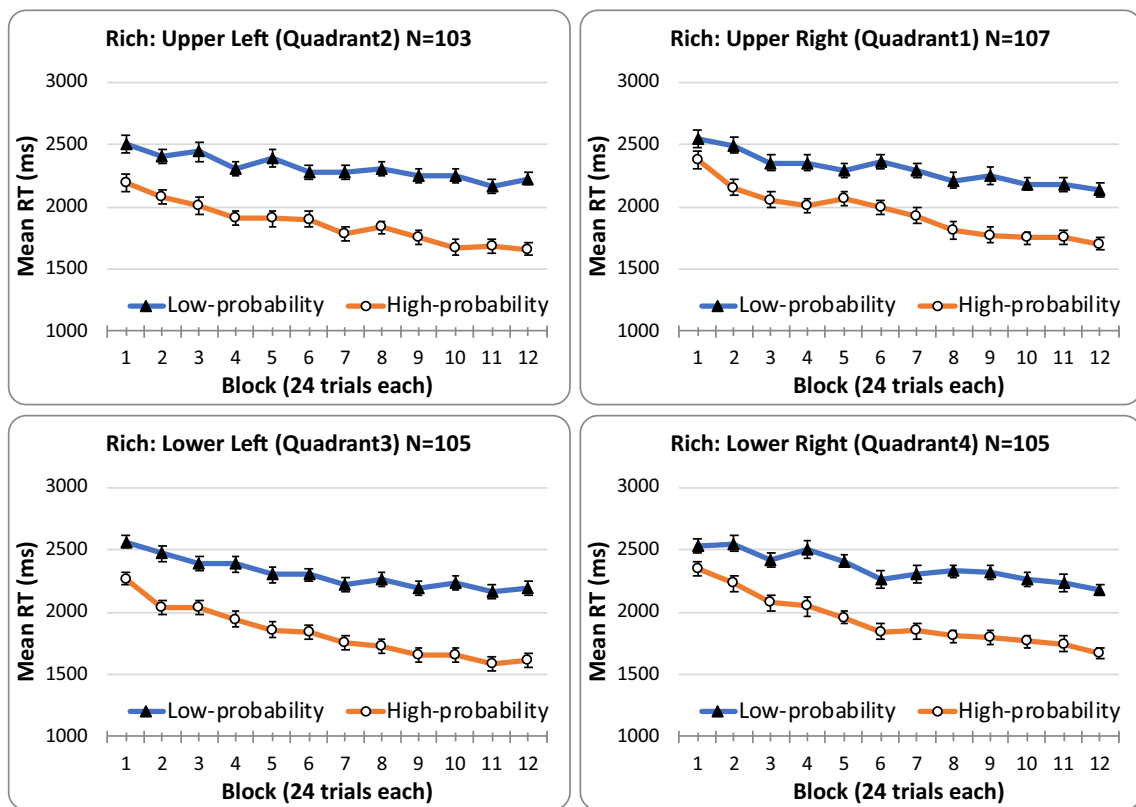 Rich: Upper Left (Quadrant2) N=103
3000
2500
2000
1500
1000
Mean RT (ms)
Low-probability High-probability
1 2 3 4 5 6 7 8 9 10 11 12
Block (24 trials each)
Rich: Upper Right (Quadrant1) N=107
3000
2500
2000
1500
1000
Mean RT (ms)
Low-probability High-probability
1 2 3 4 5 6 7 8 9 10 11 12
Block (24 trials each)
Rich: Lower Left (Quadrant3) N=105
3000
2500
2000
1500
1000
Mean RT (ms)
Low-probability High-probability
1 2 3 4 5 6 7 8 9 10 11 12
Block (24 trials each)
Rich: Lower Right (Quadrant4) N=105
3000
2500
2000
1500
1000
Mean RT (ms)
Low-probability High-probability
1 2 3 4 5 6 7 8 9 10 11 12
Block (24 trials each)